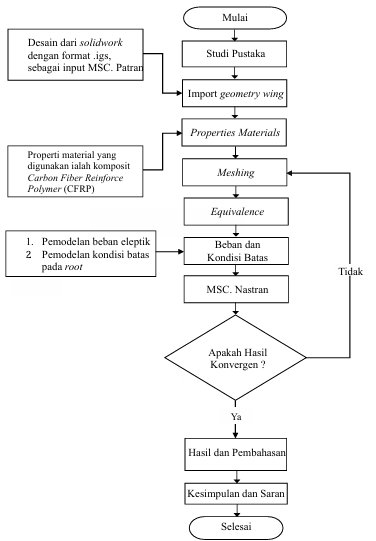 Mulai
Desain dari solidwork
dengan format .igs,
sebagai input MSC. Patran
Studi Pustaka
Import geometry wing
Properties Materials
Properti material yang
digunakan ialah komposit
Carbon Fiber Reinforce
Polymer (CFRP)
Meshing
Equivalence
1. Pemodelan beban eleptik
2 Pemodelan kondisi batas
pada root
Beban dan
Kondisi Batas
Tidak
MSC. Nastran
Apakah Hasil
Konvergen ?
Ya
Hasil dan Pembahasan
Kesimpulan dan Saran
Selesai